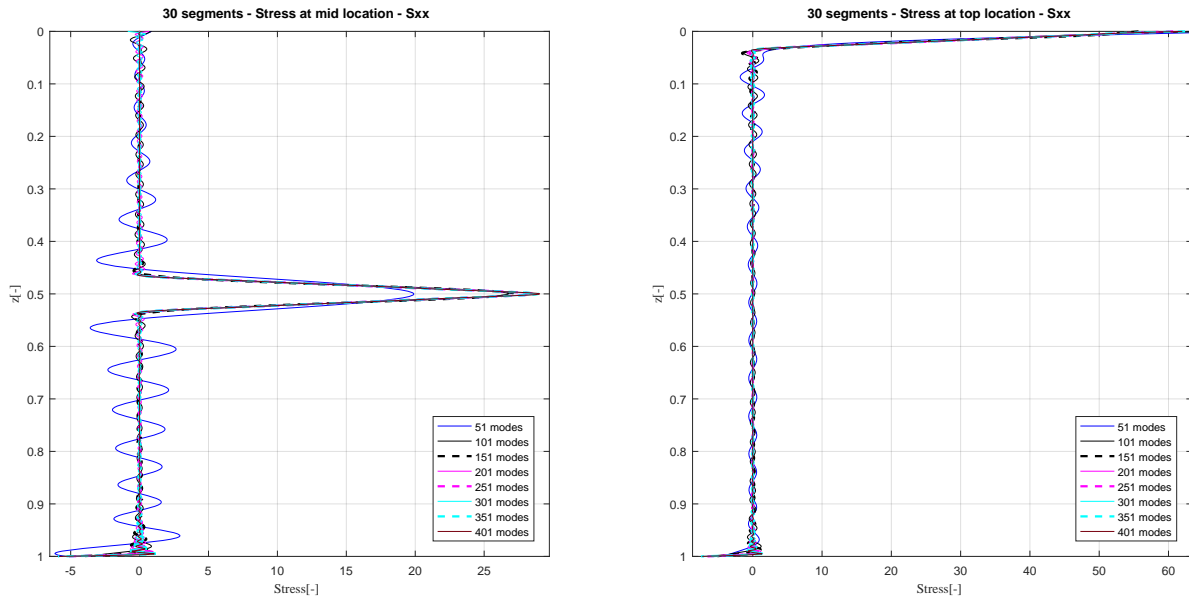 30 segments - Stress at mid location - Sxx
0
0.1
0.2
0.3
0.4
0.5
0.6
0.7
0.8
0.9
1
z[-]
-5
0
5
10
15
20
25
Stress[-]
51 modes
101 modes
151 modes
201 modes
251 modes
301 modes
351 modes
401 modes
30 segments - Stress at top location - Sxx
0
0.1
0.2
0.3
0.4
0.5
0.6
0.7
0.8
0.9
1
z[-]
0
10
20
30
40
50
60
Stress[-]
51 modes
101 modes
151 modes
201 modes
251 modes
301 modes
351 modes
401 modes